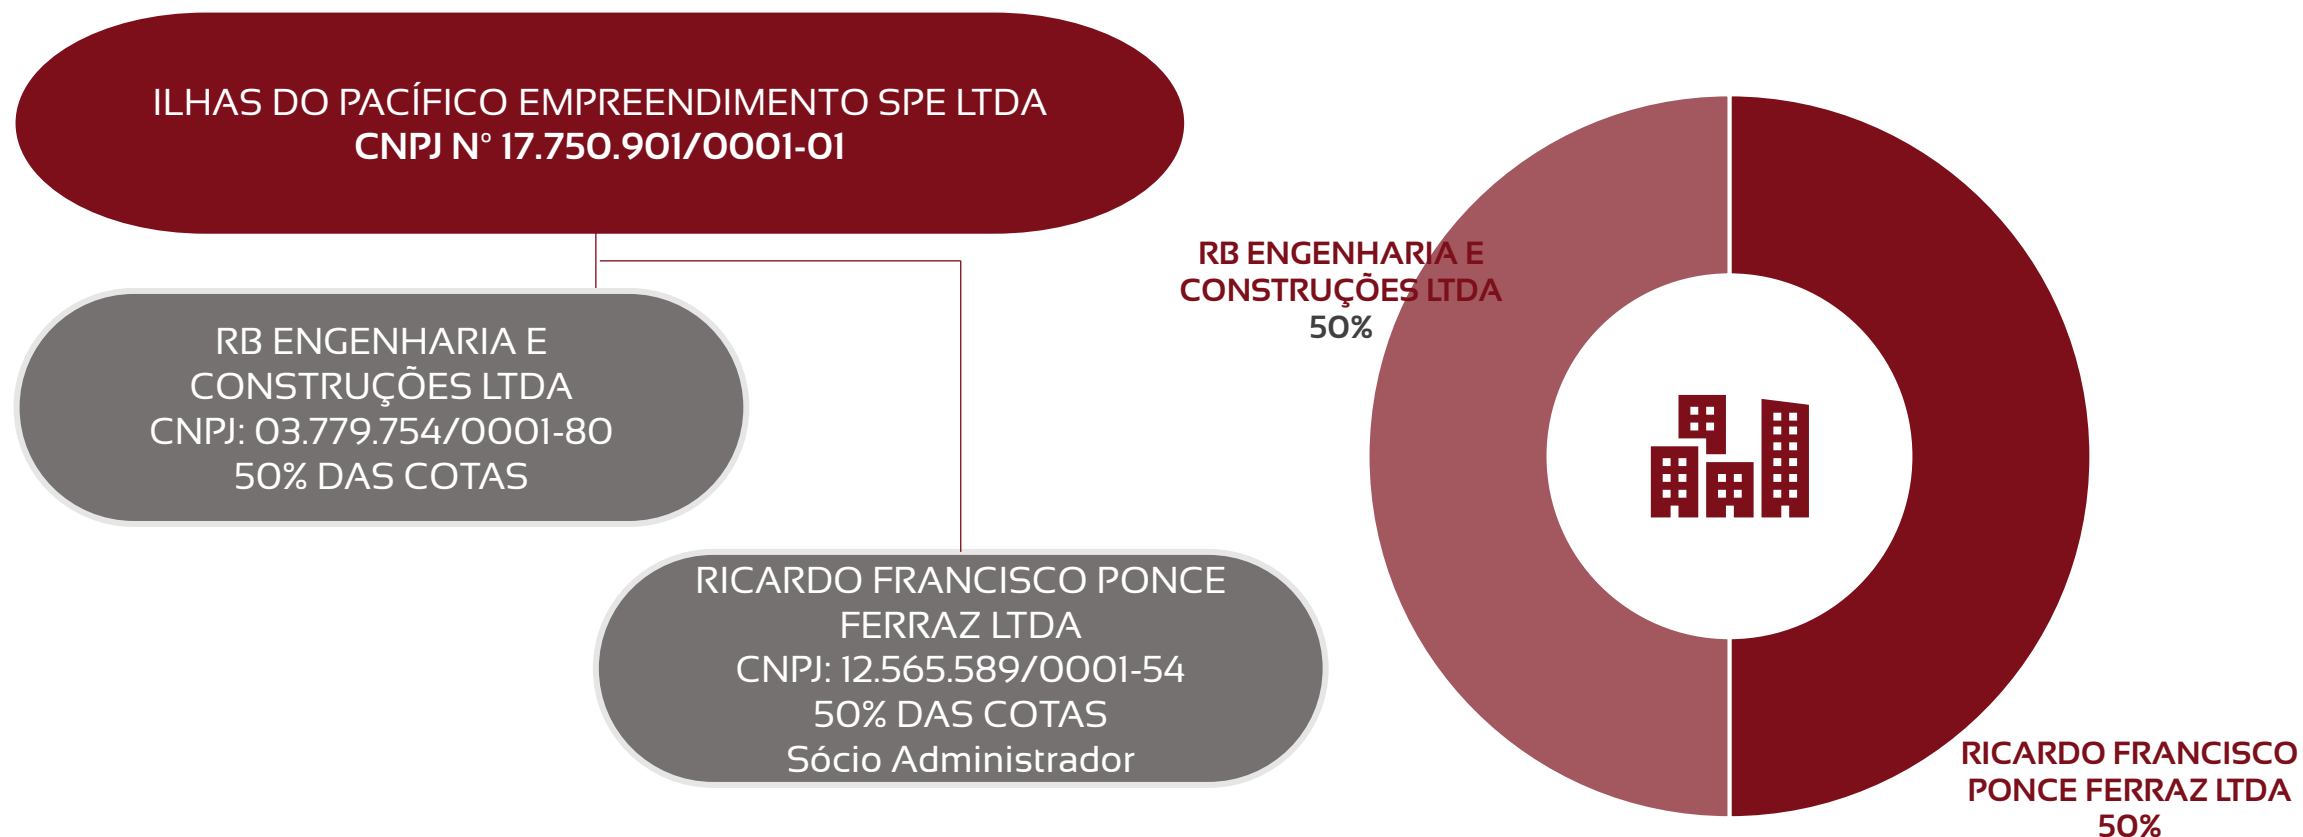 ILHAS DO PACÍFICO EMPREENDIMENTO SPE LTDA
CNPJ Nº 17.750.901/0001-01
RB ENGENHARIA E
CONSTRUÇÕES LTDA
CNPJ: 03.779.754/0001-80
50% DAS COTAS
RICARDO FRANCISCO PONCE
FERRAZ LTDA
CNPJ: 12.565.589/0001-54
50% DAS COTAS
Sócio Administrador
RB ENGENHARIA E
CONSTRUÇÕES LTDA
50%
RICARDO FRANCISCO
PONCE FERRAZ LTDA
50%